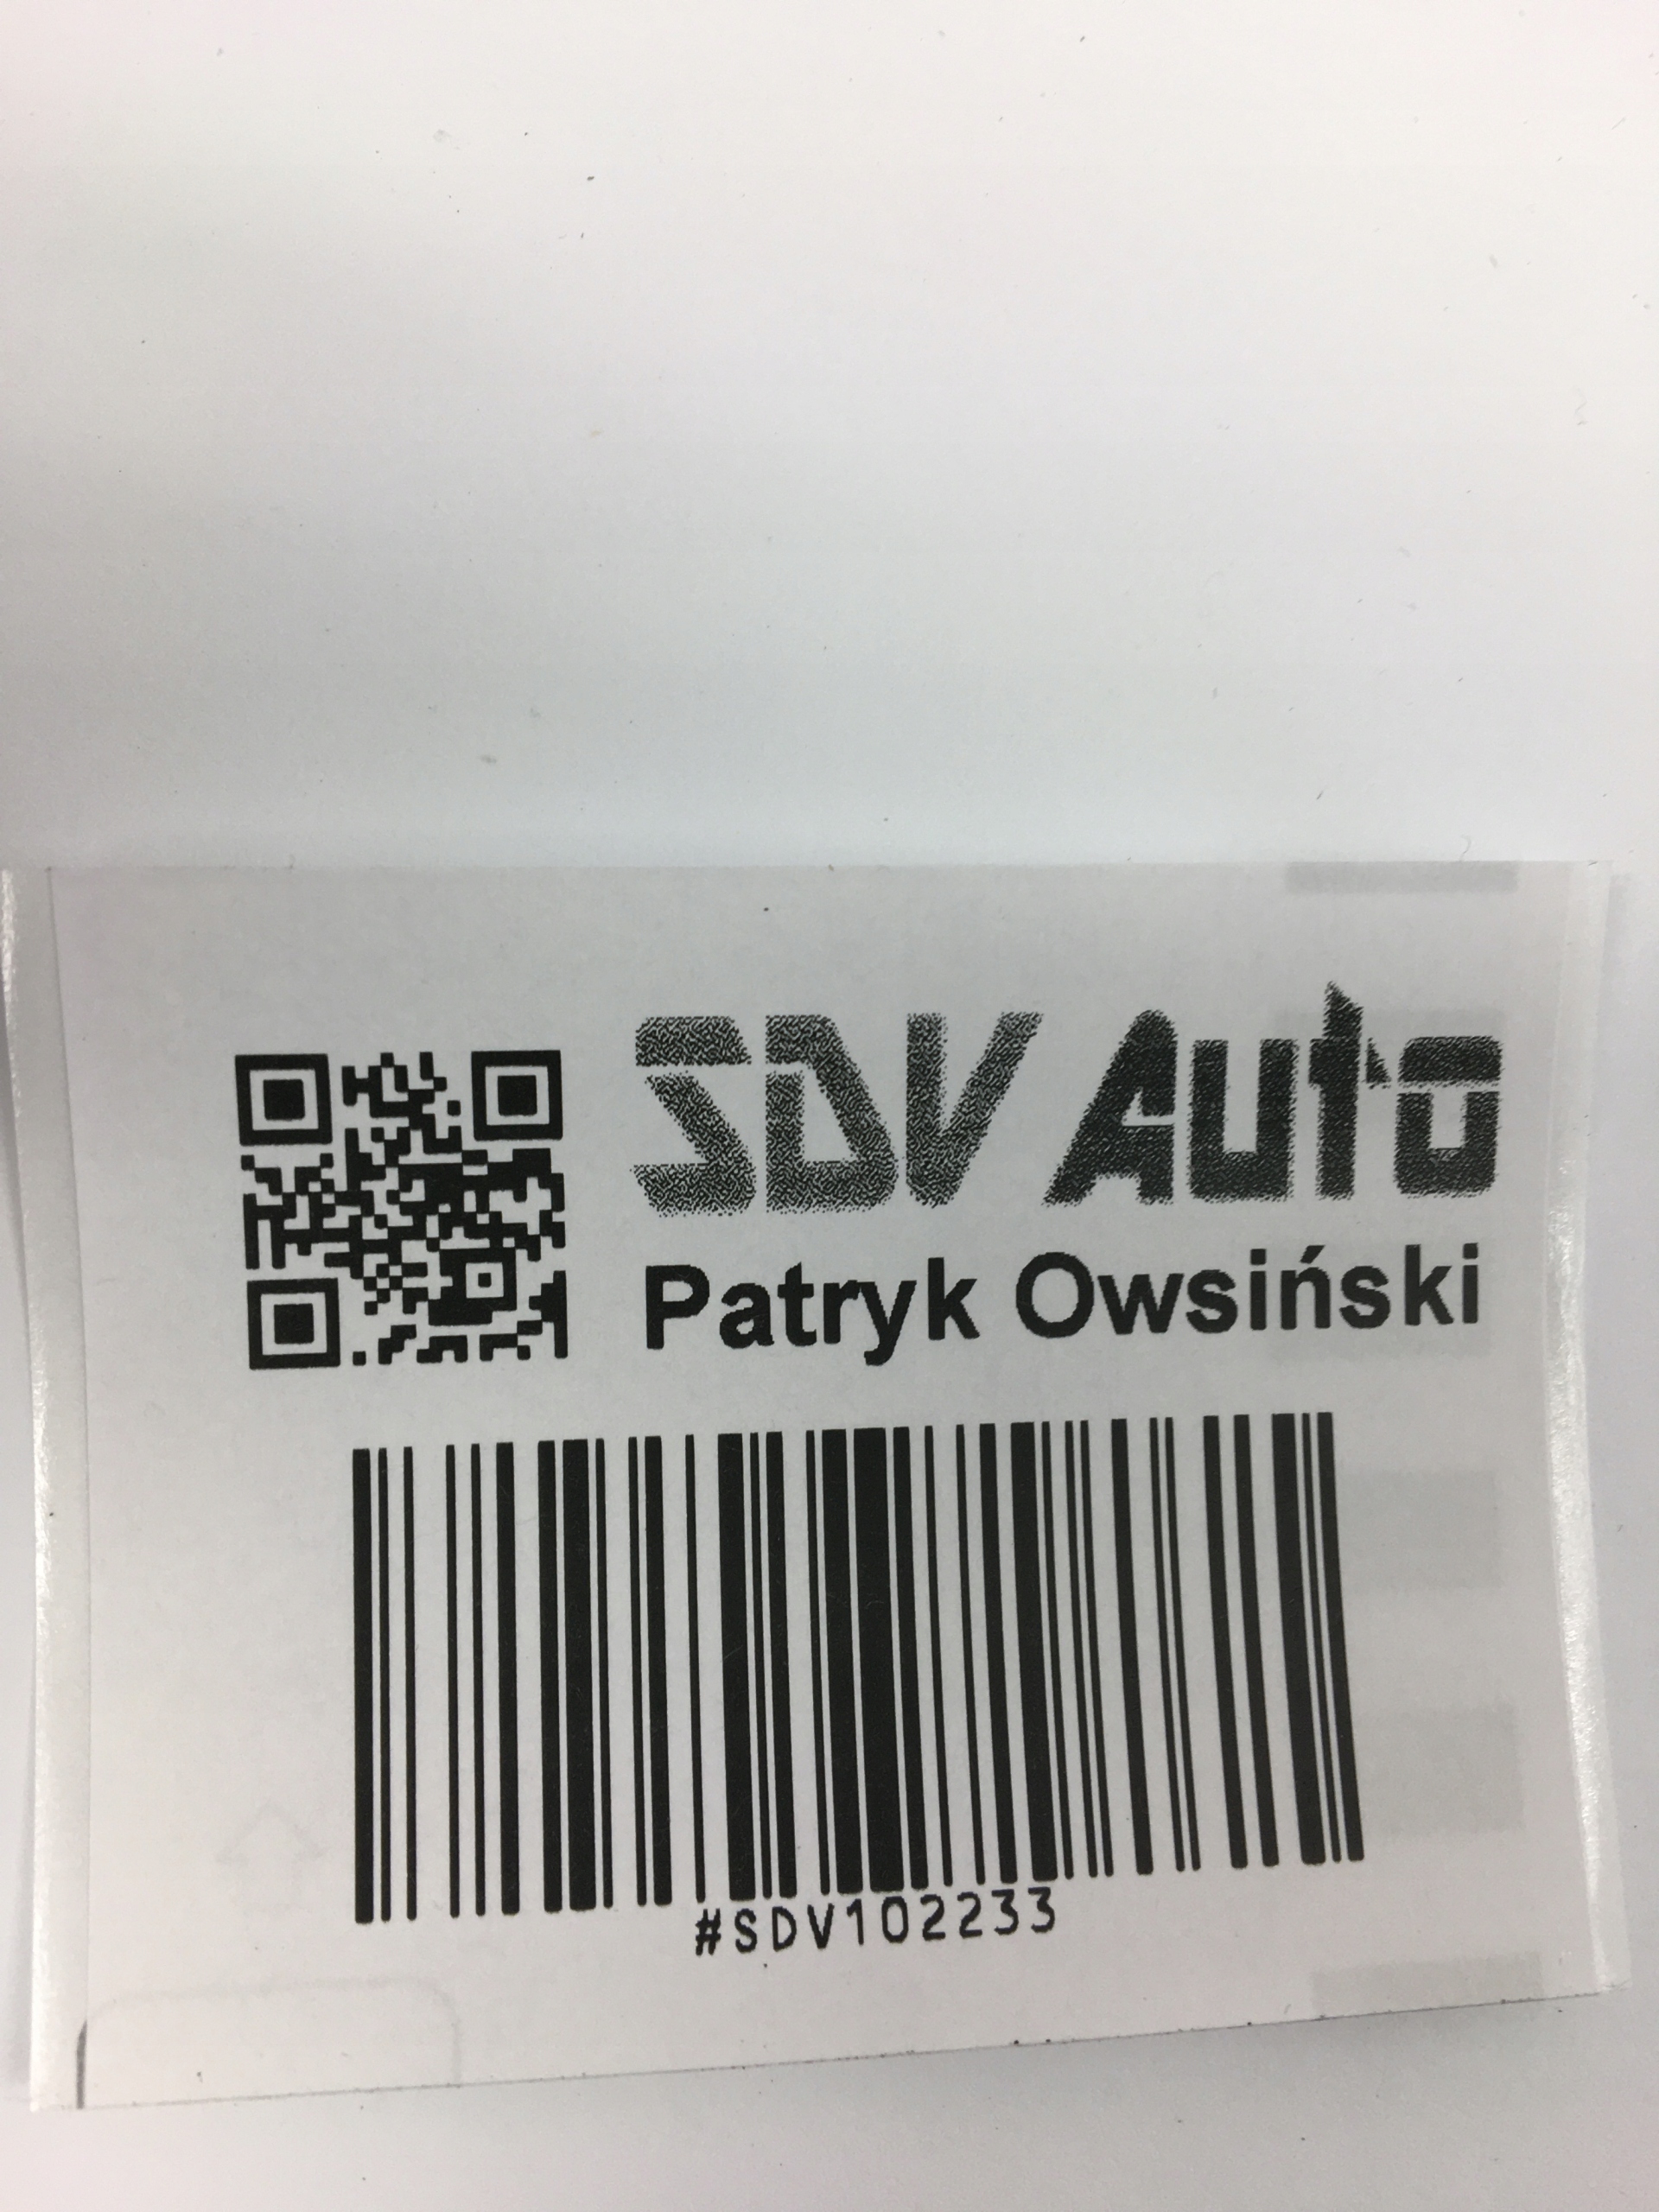 SDV Auto
Patryk Owsiński
#SDV102233